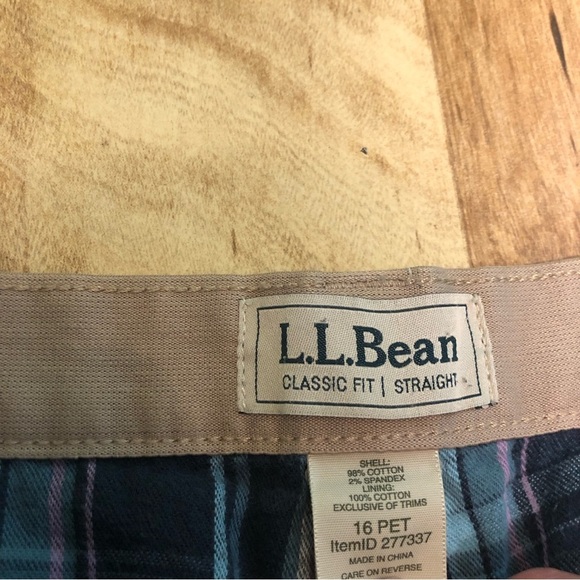 L.L.Bean
CLASSIC FIT | STRAIGHT
SHELL:
98% COTTON
2% SPANDEX
LINING:
100% COTTON
EXCLUSIVE OF TRIMS
16 PET
ItemID 277337
MADE IN CHINA
CARE ON REVERSE